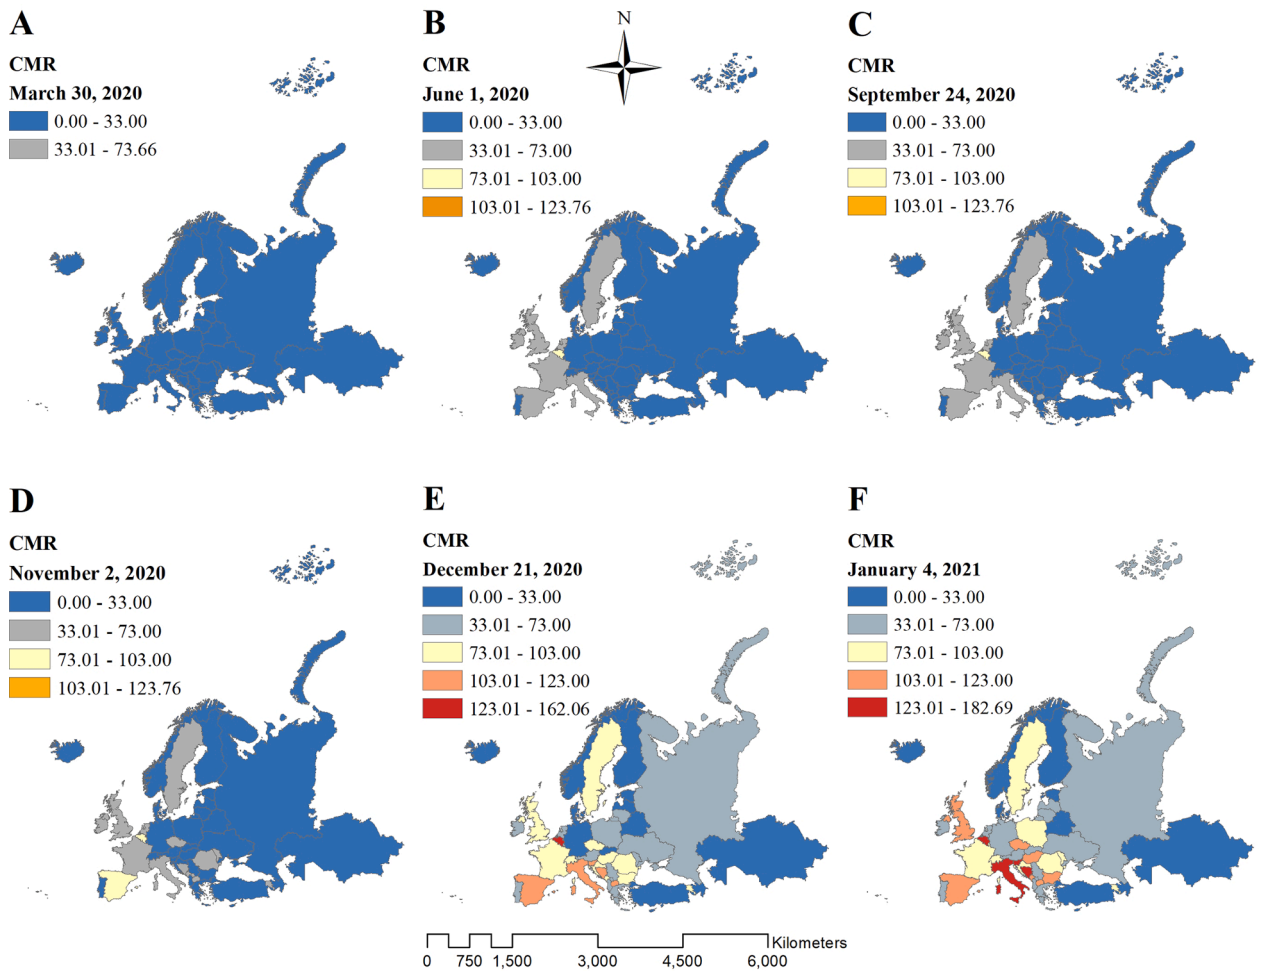 A
CMR
March 30, 2020
0.00 - 33.00
33.01 - 73.66
B
CMR
June 1, 2020
0.00 - 33.00
33.01 - 73.00
73.01 - 103.00
103.01 - 123.76
N
C
CMR
September 24, 2020
0.00 - 33.00
33.01 - 73.00
73.01 - 103.00
103.01 - 123.76
D
CMR
November 2, 2020
0.00 - 33.00
33.01 - 73.00
73.01 - 103.00
103.01 - 123.76
E
CMR
December 21, 2020
0.00 - 33.00
33.01 - 73.00
73.01 - 103.00
103.01 - 123.00
123.01 - 162.06
F
CMR
January 4, 2021
0.00 - 33.00
33.01 - 73.00
73.01 - 103.00
103.01 - 123.00
123.01 - 182.69
Kilometers
0 750 1,500 3,000 4,500 6,000